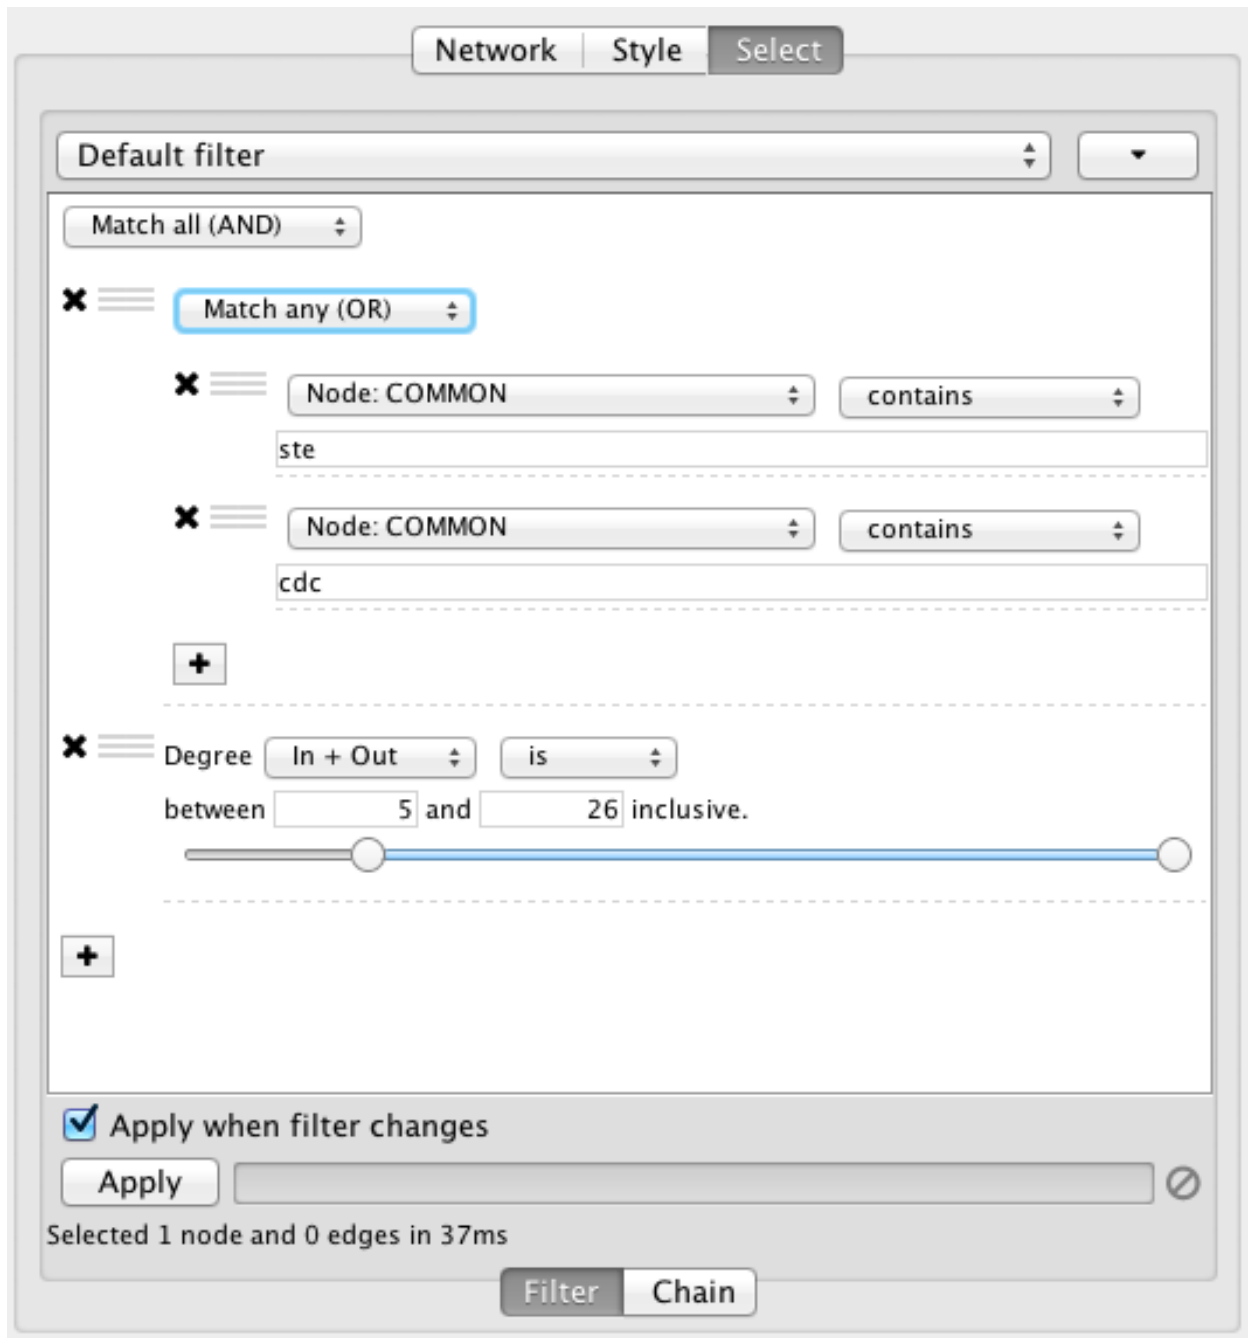 Network Style Select
Default filter
Match all (AND)
Match any (OR)
Node: COMMON contains
ste
Node: COMMON contains
cdc
Degree In + Out is
between 5 and 26 inclusive.
Apply when filter changes
Apply
Selected 1 node and 0 edges in 37ms
Filter Chain